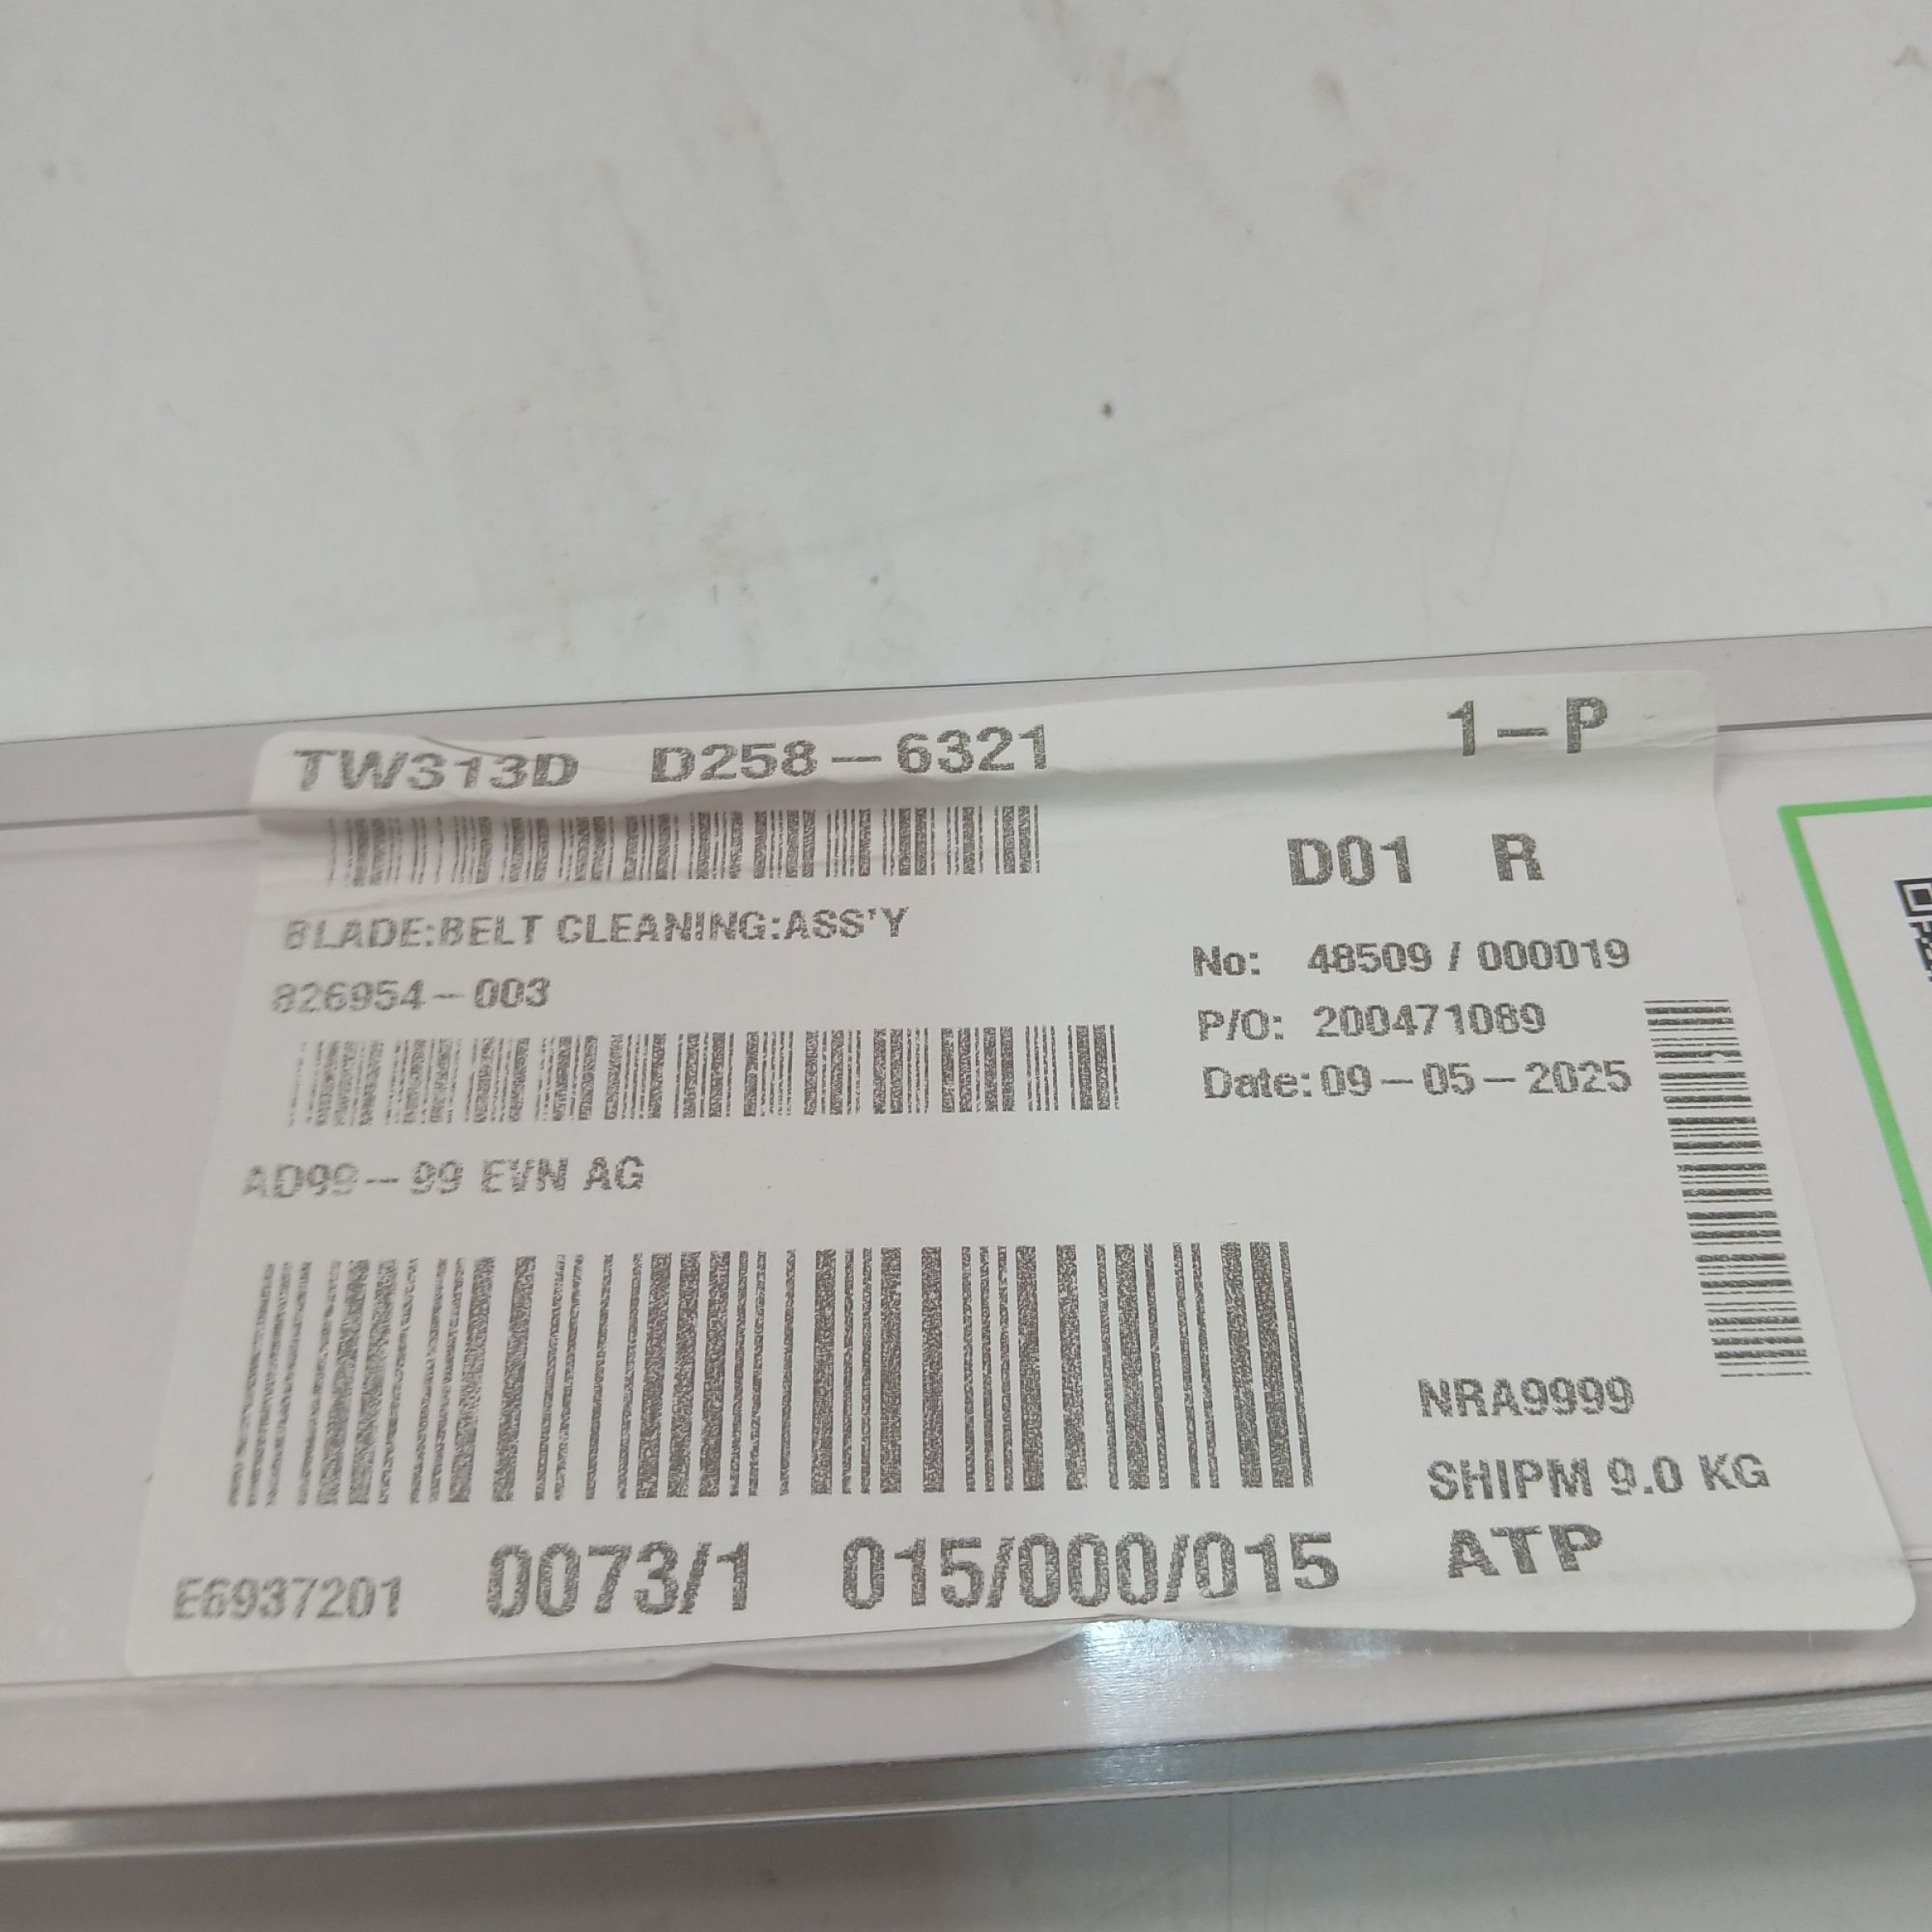 TW313D D258-6321 1-P
D01 R
BLADE:BELT CLEANING:ASS'Y
No: 48509 / 000019
826954-003
P/O: 200471089
Date: 09-05-2025
AD99-99 EVN AG
NRA9999
SHIPM 9.0 KG
E6937201 0073/1 015/000/015 ATP